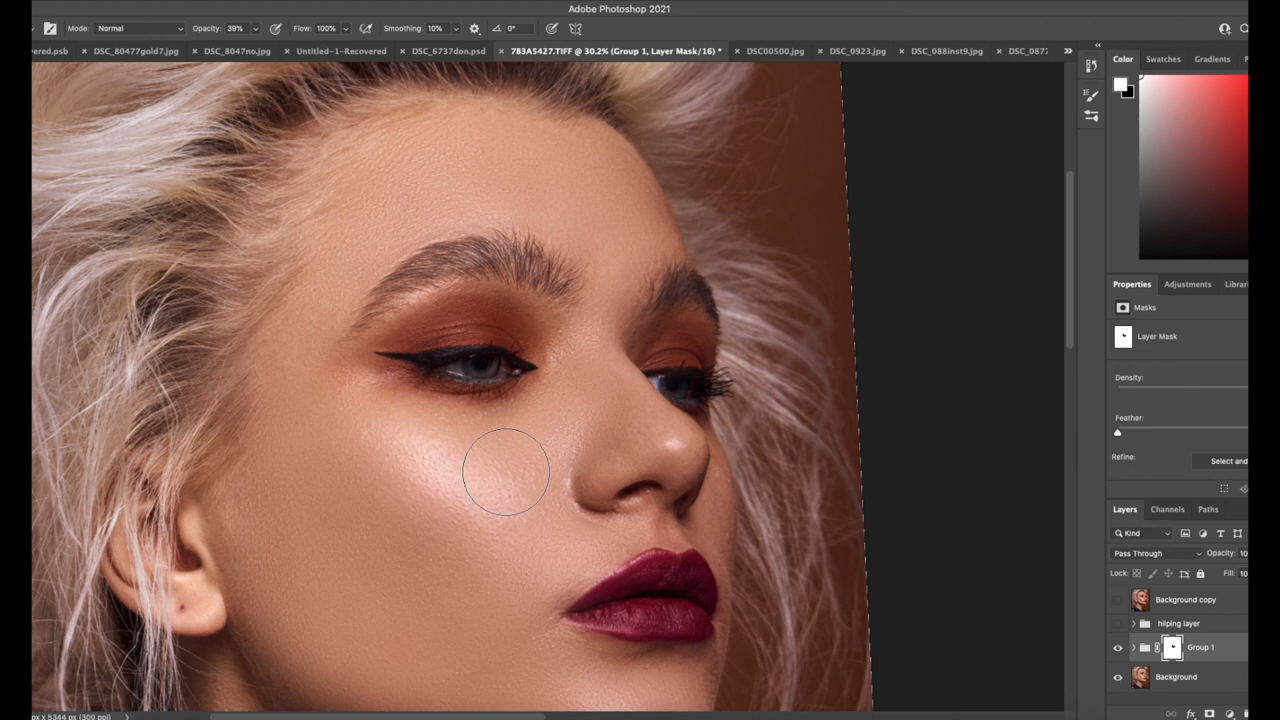 Adobe Photoshop 2021
Mode: Normal Opacity: 39% Flow: 100% Smoothing: 10% 0°
vered.psb DSC_80477gold7.jpg DSC_8047no.jpg Untitled-1-Recovered DSC_6737don.psd 7B3A5427.TIFF @ 30.2% (Group 1, Layer Mask/16) * DSC00500.jpg DSC_0923.jpg DSC_088inst9.jpg DSC_087
Color Swatches Gradients P
Properties Adjustments Librar
Masks
Layer Mask
Density:
Feather:
Refine: Select and
Layers Channels Paths
Kind
Pass Through Opacity: 10
Lock: Fill: 10
Background copy
hilping layer
Group 1
Background
px x 5344 px (300 ppi)